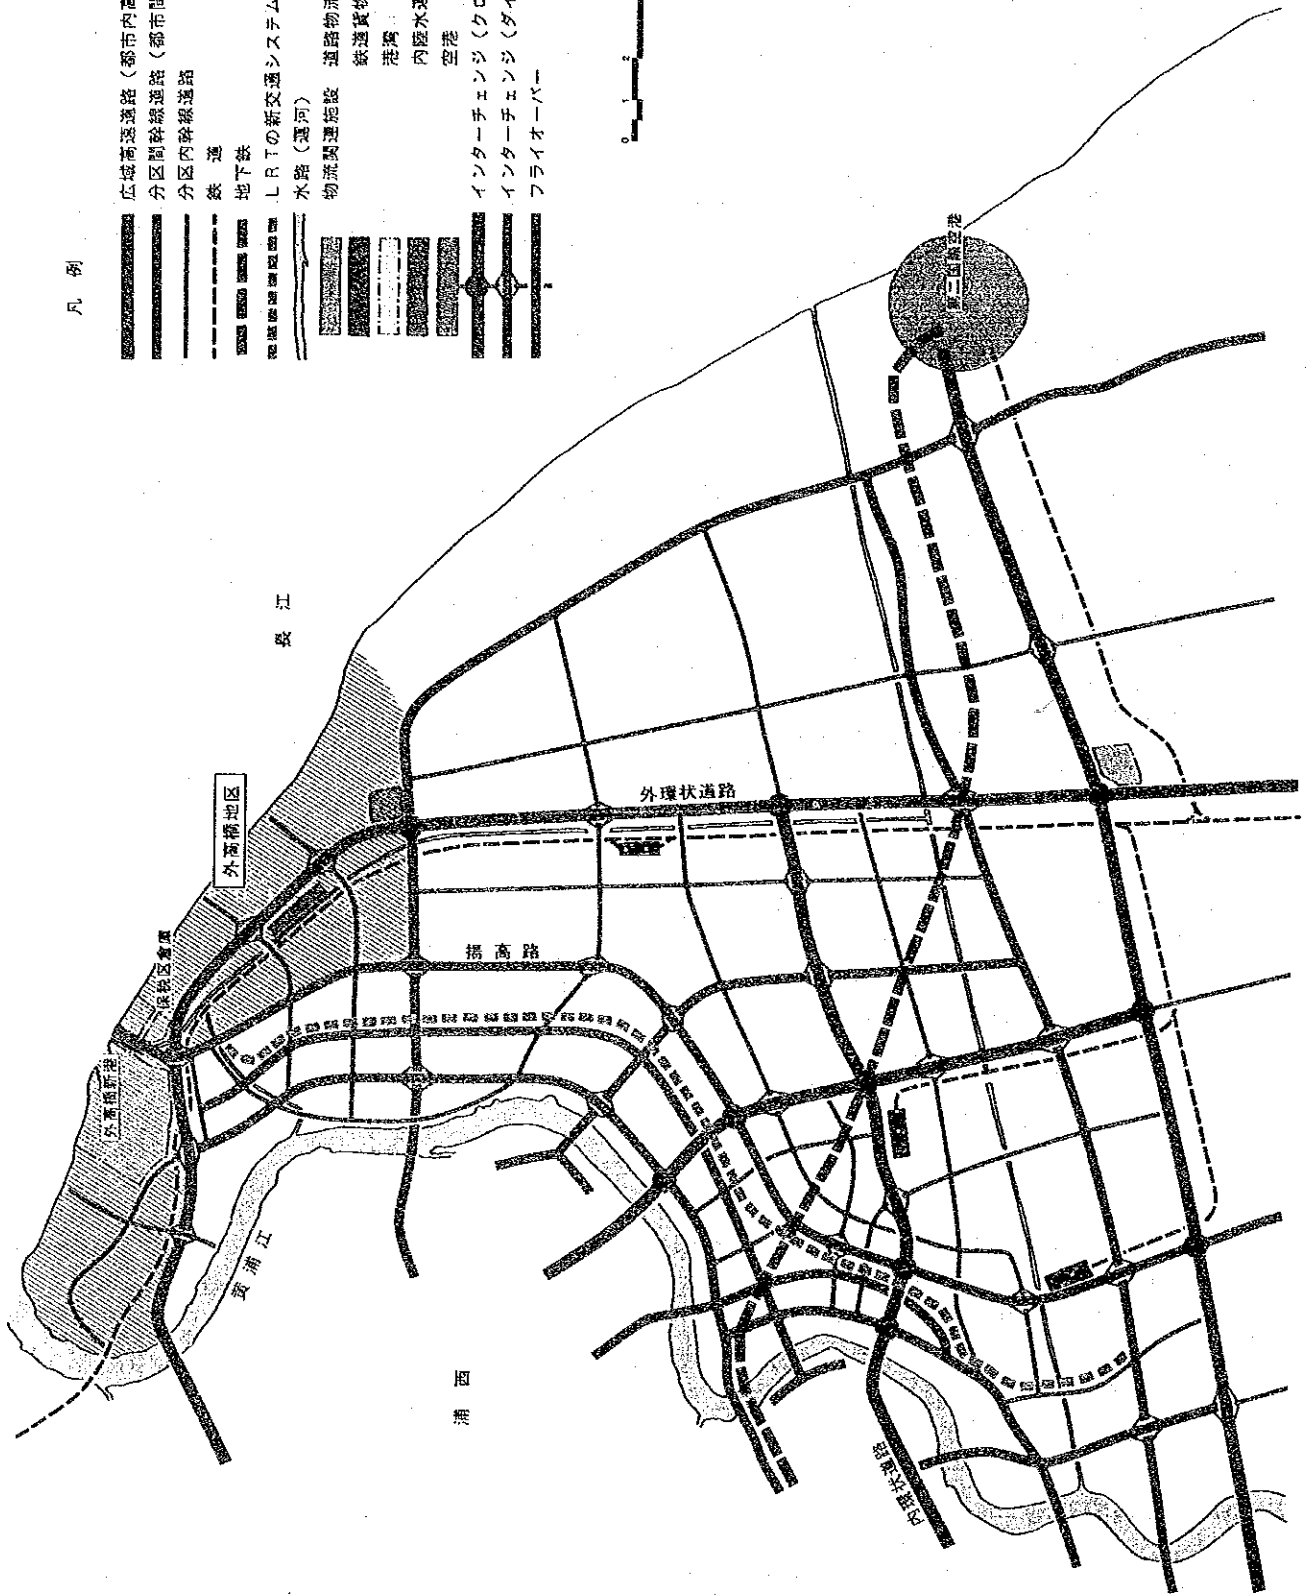 凡例
広域高速道路（都市内高
分区間幹線道路（都市間
分区内幹線道路
鉄道
地下鉄
LRTの新交通システム
水路（運河）
物流関連施設 道路物流
鉄道貨物
港湾
内陸水運
空港
インターチェンジ（クロ
インターチェンジ（ダイ
フライオーバー
0 1 2
長江
外高橋地区
保税区倉庫
外高橋新港
外環状道路
揚高路
黄浦江
浦西
内環状道路
第二国際空港